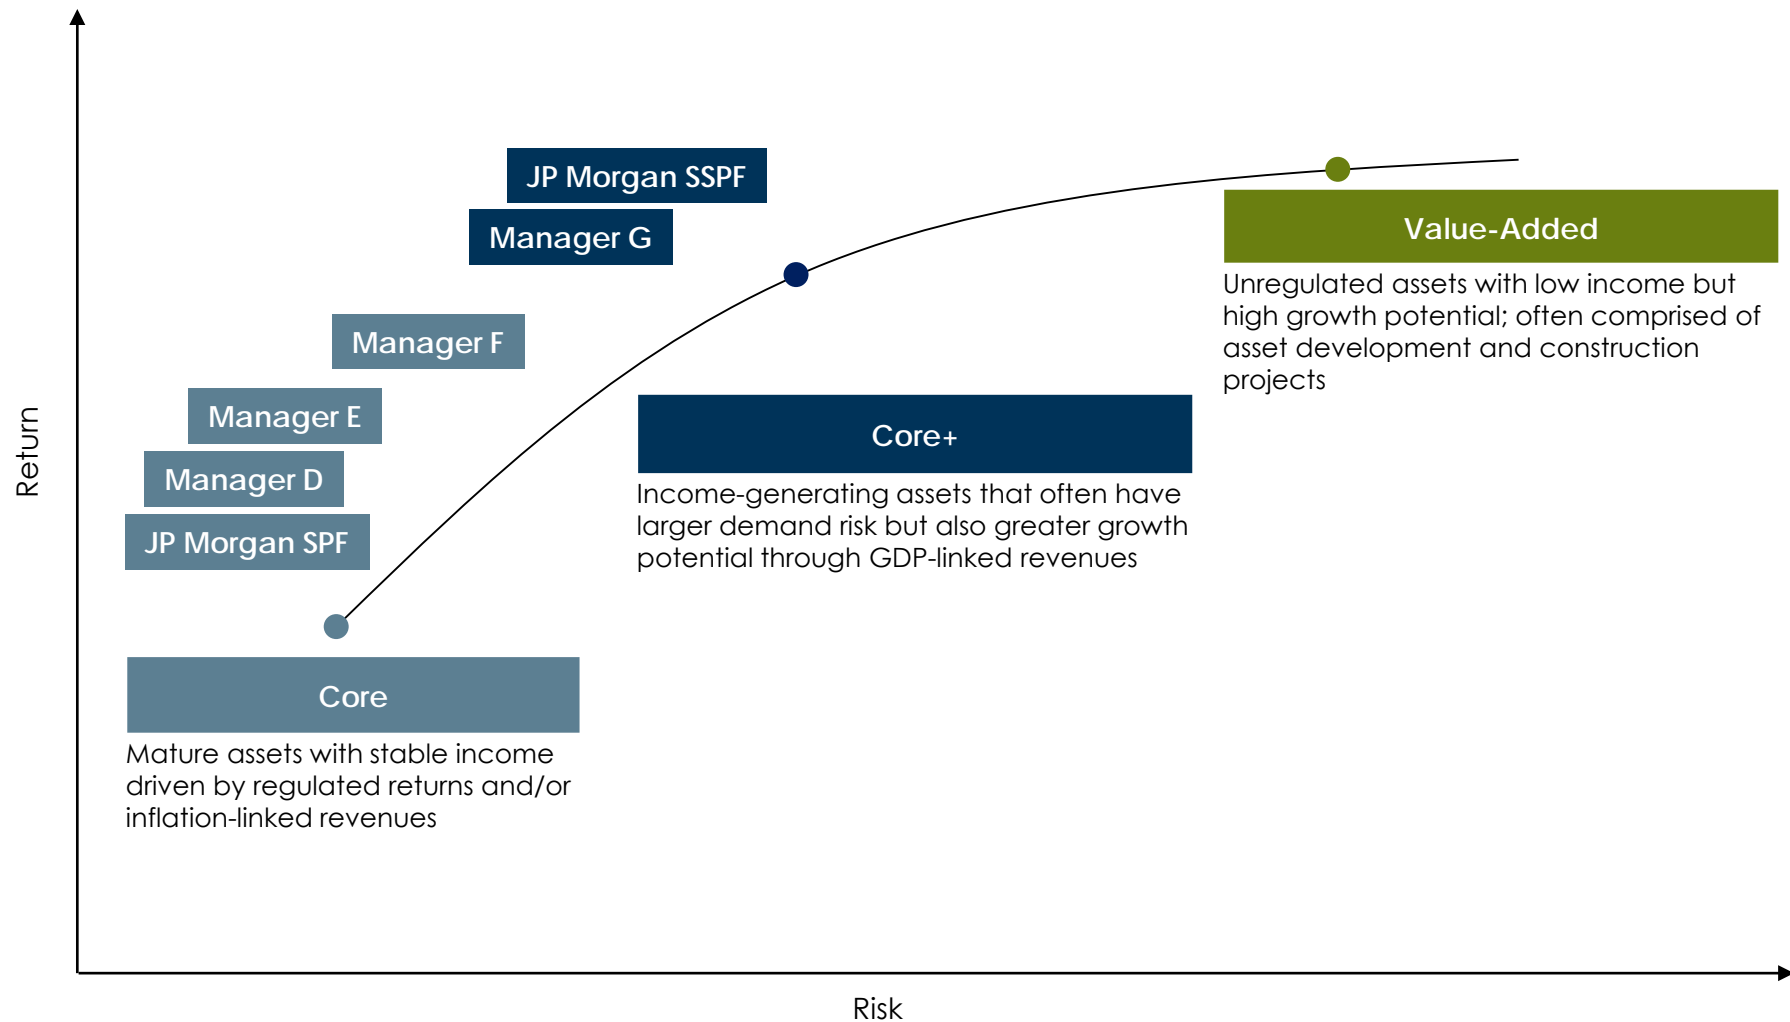 JP Morgan SSPF
Manager G
Manager F
Manager E
Manager D
JP Morgan SPF
Return
Value-Added
Unregulated assets with low income but
high growth potential; often comprised of
asset development and construction
projects
Core+
Income-generating assets that often have
larger demand risk but also greater growth
potential through GDP-linked revenues
Core
Mature assets with stable income
driven by regulated returns and/or
inflation-linked revenues
Risk